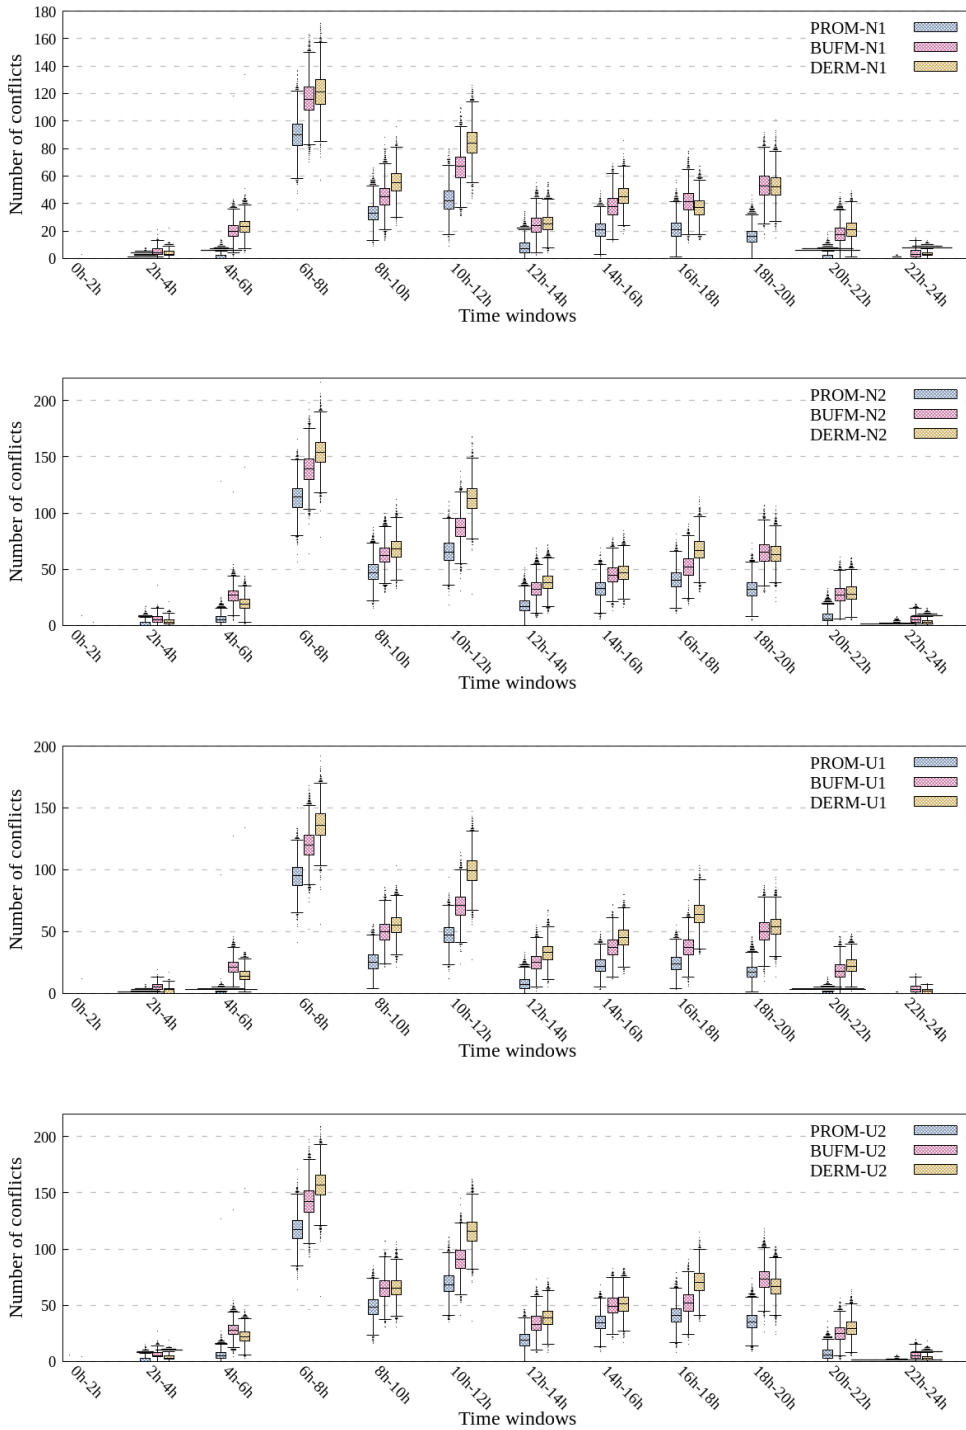 Number of conflicts
180
160
140
120
100
80
60
40
20
0
PROM-N1
BUFM-N1
DERM-N1
0h-2h
2h-4h
4h-6h
6h-8h
8h-10h
10h-12h
12h-14h
14h-16h
16h-18h
18h-20h
20h-22h
22h-24h
Time windows
Number of conflicts
200
150
100
50
0
PROM-N2
BUFM-N2
DERM-N2
0h-2h
2h-4h
4h-6h
6h-8h
8h-10h
10h-12h
12h-14h
14h-16h
16h-18h
18h-20h
20h-22h
22h-24h
Time windows
Number of conflicts
200
150
100
50
0
PROM-U1
BUFM-U1
DERM-U1
0h-2h
2h-4h
4h-6h
6h-8h
8h-10h
10h-12h
12h-14h
14h-16h
16h-18h
18h-20h
20h-22h
22h-24h
Time windows
Number of conflicts
200
150
100
50
0
PROM-U2
BUFM-U2
DERM-U2
0h-2h
2h-4h
4h-6h
6h-8h
8h-10h
10h-12h
12h-14h
14h-16h
16h-18h
18h-20h
20h-22h
22h-24h
Time windows